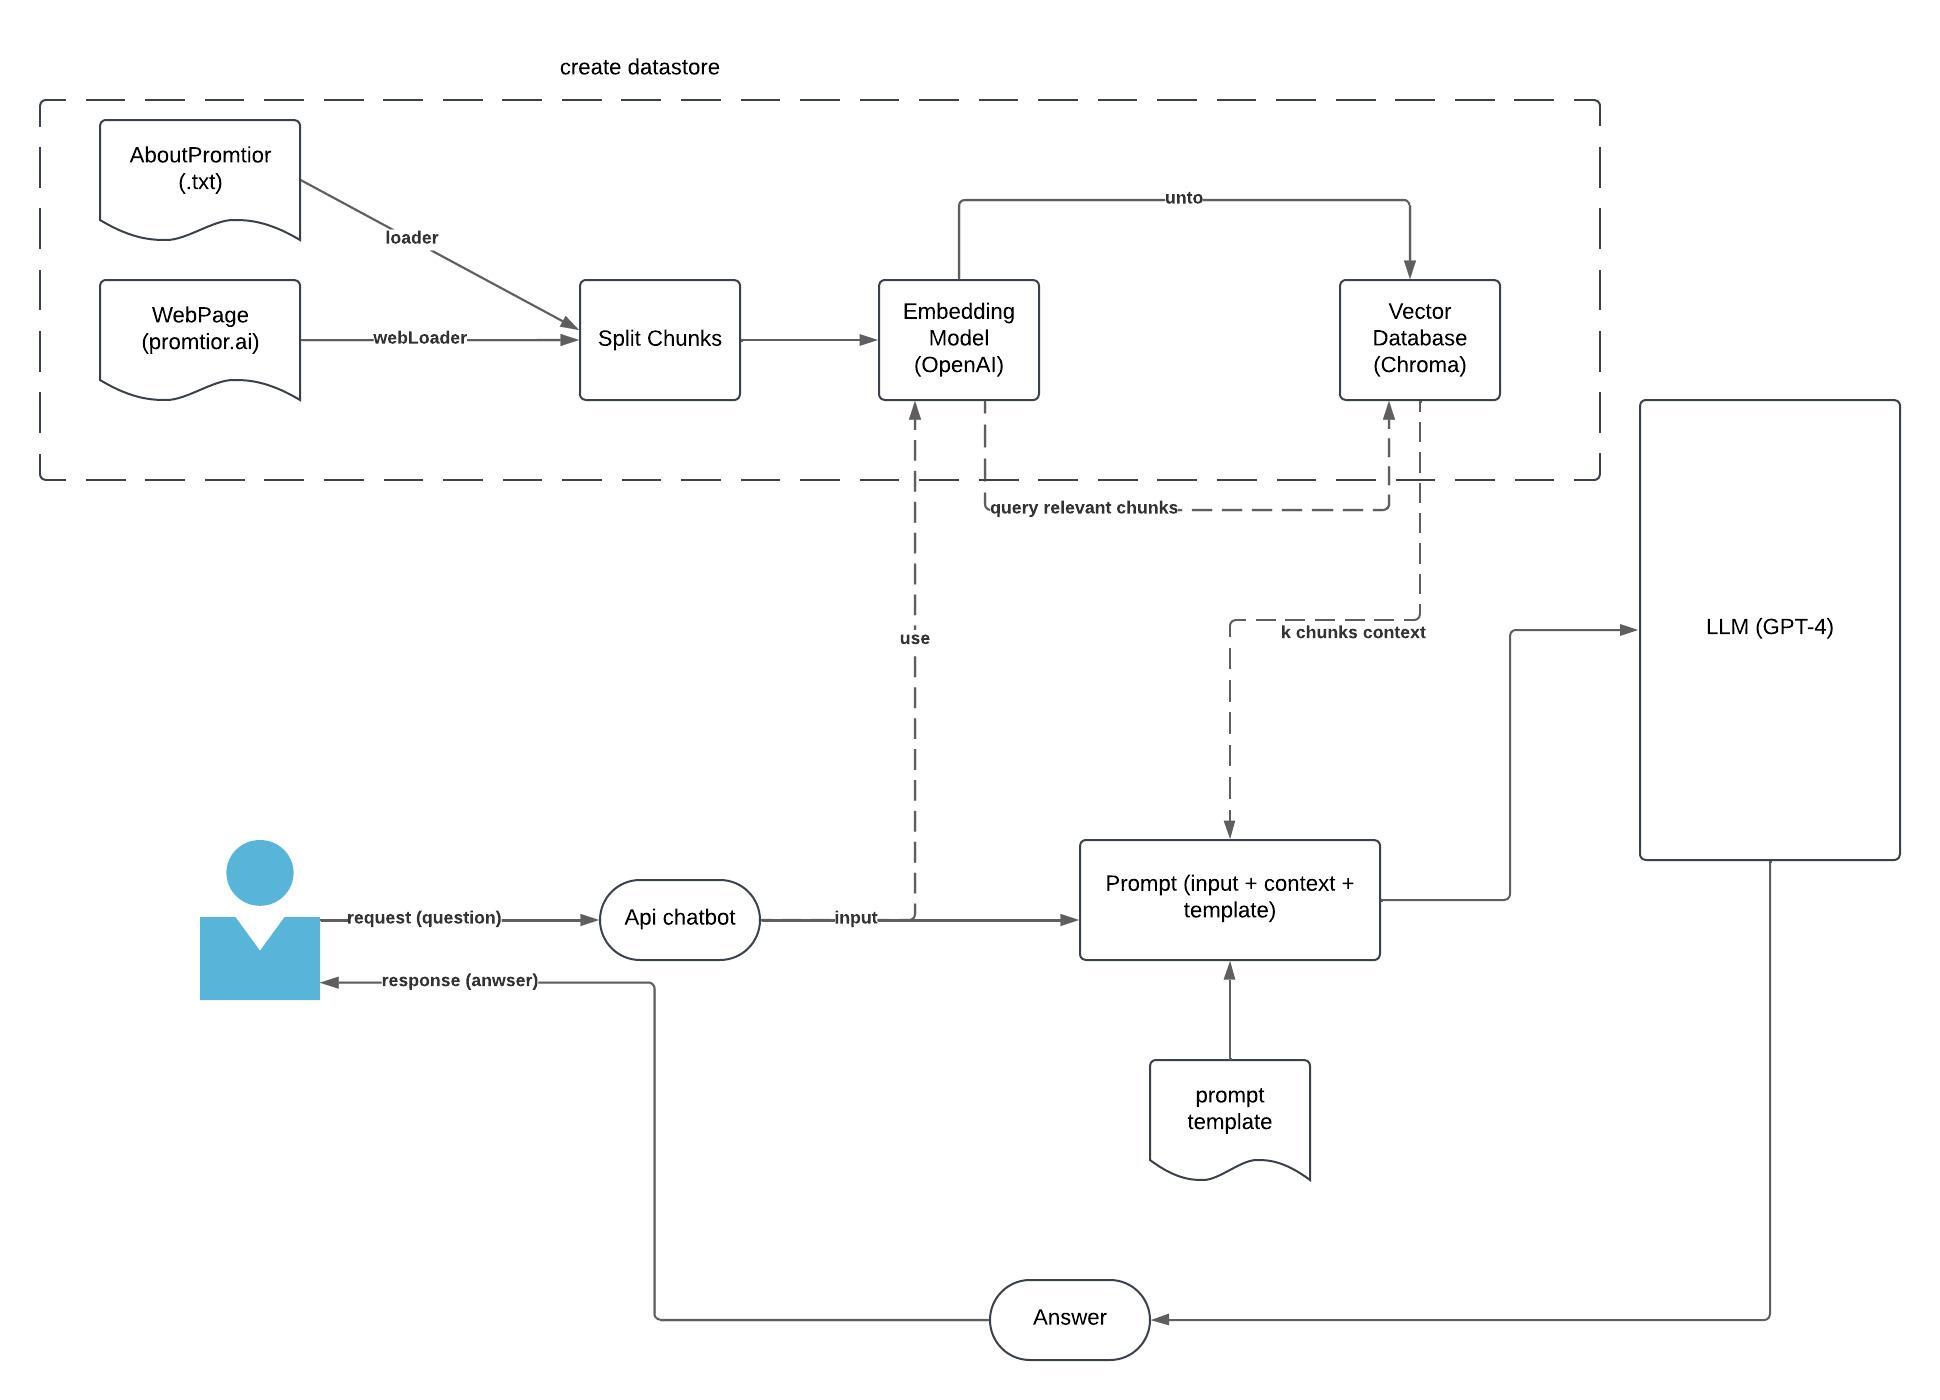 create datastore
AboutPromtior
(.txt)
loader
unto
WebPage
(promtior.ai)
webLoader
Split Chunks
Embedding
Model
(OpenAI)
Vector
Database
(Chroma)
query relevant chunks
use
k chunks context
LLM (GPT-4)
request (question)
Api chatbot
input
Prompt (input + context +
template)
response (anwser)
prompt
template
Answer